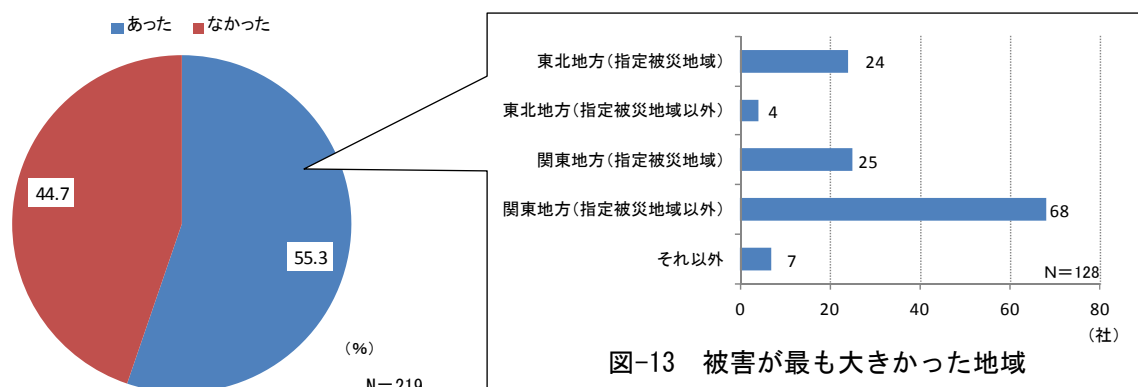 あった なかった
44.7
55.3
(%)
N=219
東北地方(指定被災地域) 24
東北地方(指定被災地域以外) 4
関東地方(指定被災地域) 25
関東地方(指定被災地域以外) 68
それ以外 7
N=128
0 20 40 60 80
(社)
図-13 被害が最も大きかった地域